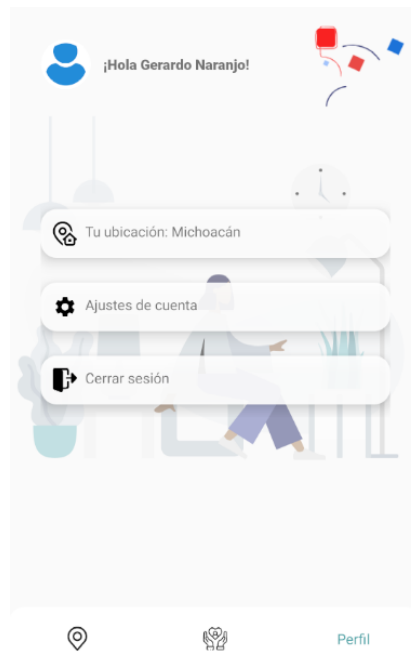 ¡Hola Gerardo Naranjo!
Tu ubicación: Michoacán
Ajustes de cuenta
Cerrar sesión
Perfil